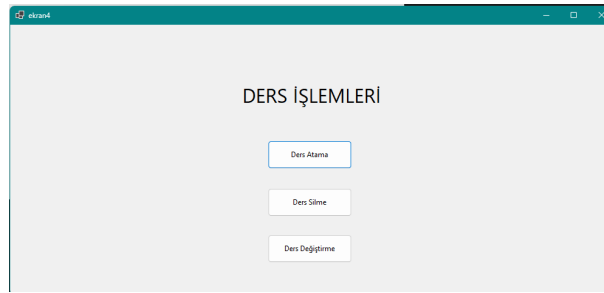 ekran4
DERS İŞLEMLERİ
Ders Atama
Ders Silme
Ders Değiştirme